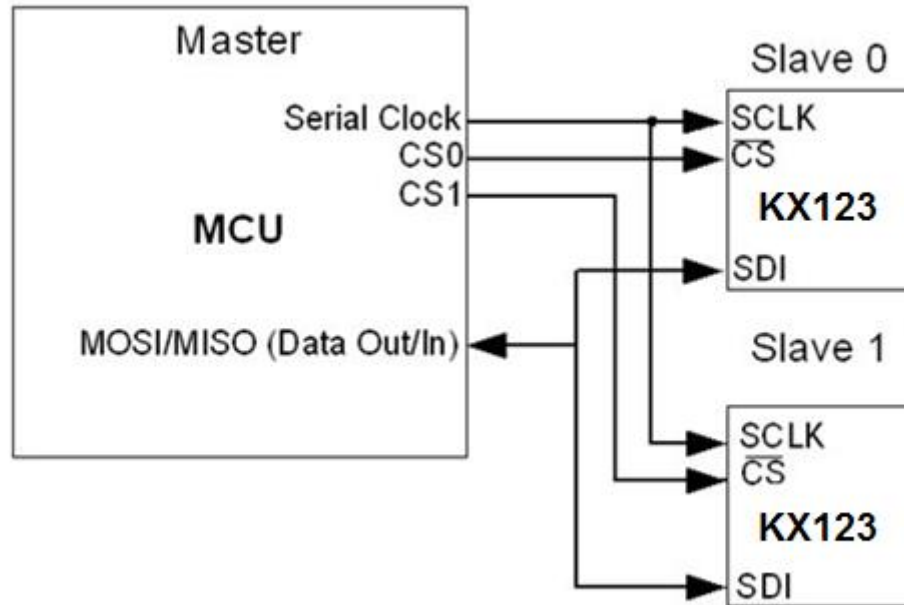 Master
Serial Clock
CS0
CS1
MCU
MOSI/MISO (Data Out/In)
Slave 0
SCLK
CS
KX123
SDI
Slave 1
SCLK
CS
KX123
SDI